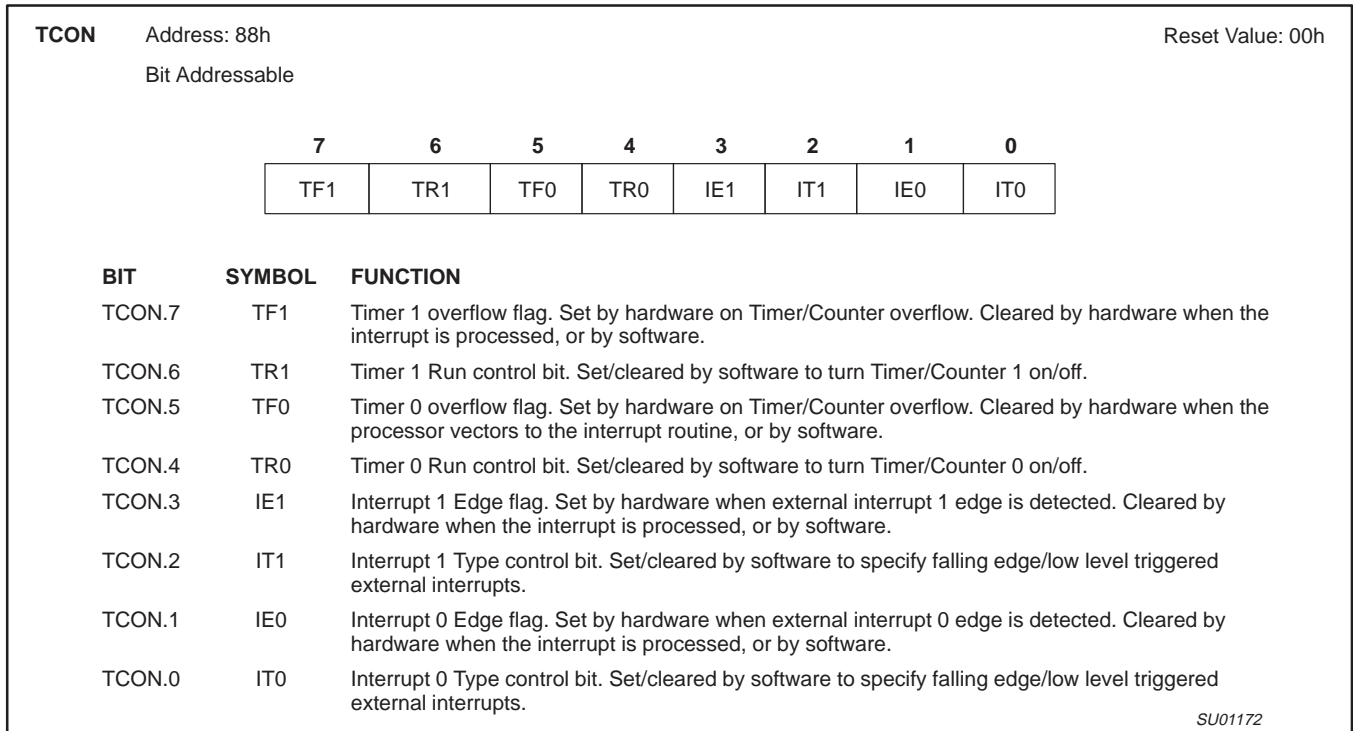 TCON Address: 88h Reset Value: 00h
Bit Addressable
7 6 5 4 3 2 1 0
TF1 TR1 TF0 TR0 IE1 IT1 IE0 IT0
BIT SYMBOL FUNCTION
TCON.7 TF1 Timer 1 overflow flag. Set by hardware on Timer/Counter overflow. Cleared by hardware when the
interrupt is processed, or by software.
TCON.6 TR1 Timer 1 Run control bit. Set/cleared by software to turn Timer/Counter 1 on/off.
TCON.5 TF0 Timer 0 overflow flag. Set by hardware on Timer/Counter overflow. Cleared by hardware when the
processor vectors to the interrupt routine, or by software.
TCON.4 TR0 Timer 0 Run control bit. Set/cleared by software to turn Timer/Counter 0 on/off.
TCON.3 IE1 Interrupt 1 Edge flag. Set by hardware when external interrupt 1 edge is detected. Cleared by
hardware when the interrupt is processed, or by software.
TCON.2 IT1 Interrupt 1 Type control bit. Set/cleared by software to specify falling edge/low level triggered
external interrupts.
TCON.1 IE0 Interrupt 0 Edge flag. Set by hardware when external interrupt 0 edge is detected. Cleared by
hardware when the interrupt is processed, or by software.
TCON.0 IT0 Interrupt 0 Type control bit. Set/cleared by software to specify falling edge/low level triggered
external interrupts.
SU01172